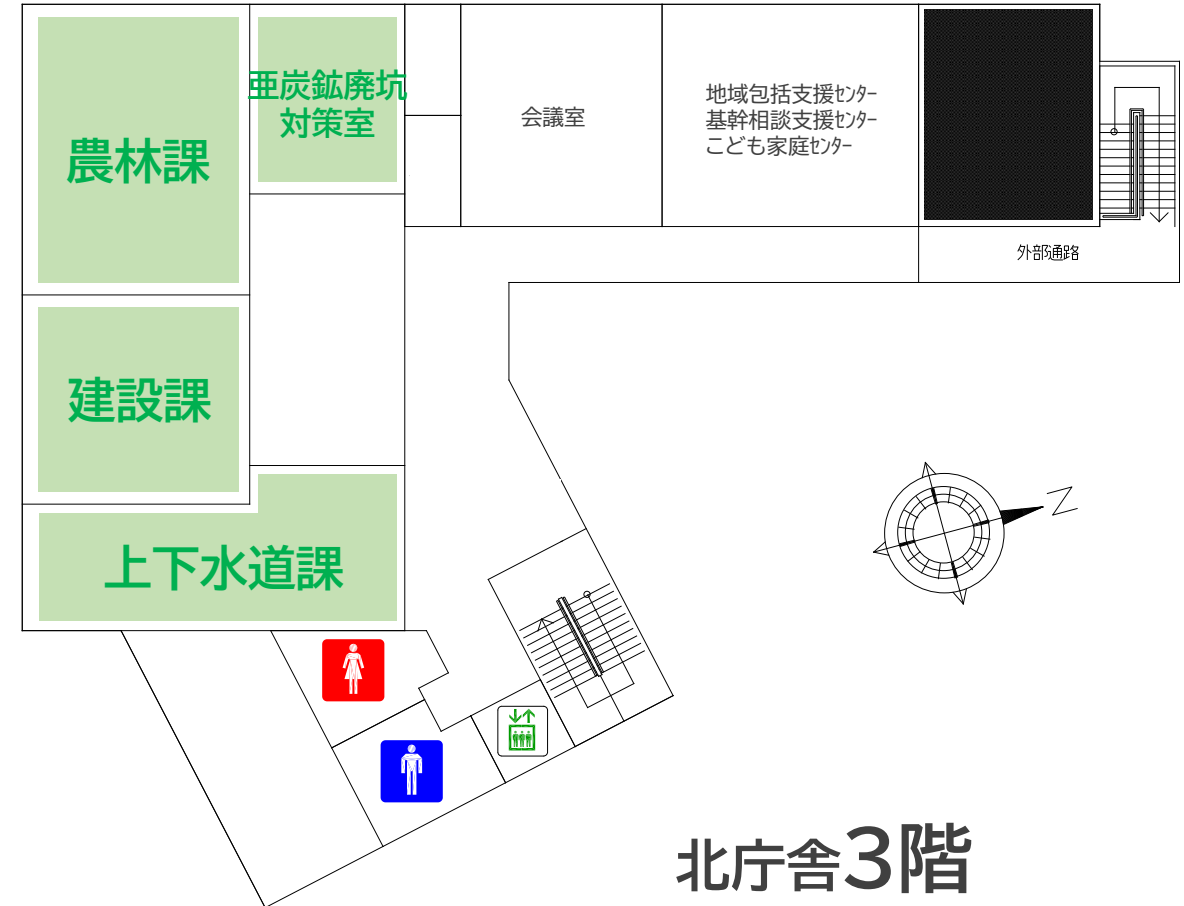 農林課
亜炭鉱廃坑
対策室
会議室
地域包括支援ｾﾝﾀｰ
基幹相談支援ｾﾝﾀｰ
こども家庭ｾﾝﾀｰ
外部通路
建設課
上下水道課
N
北庁舎3階